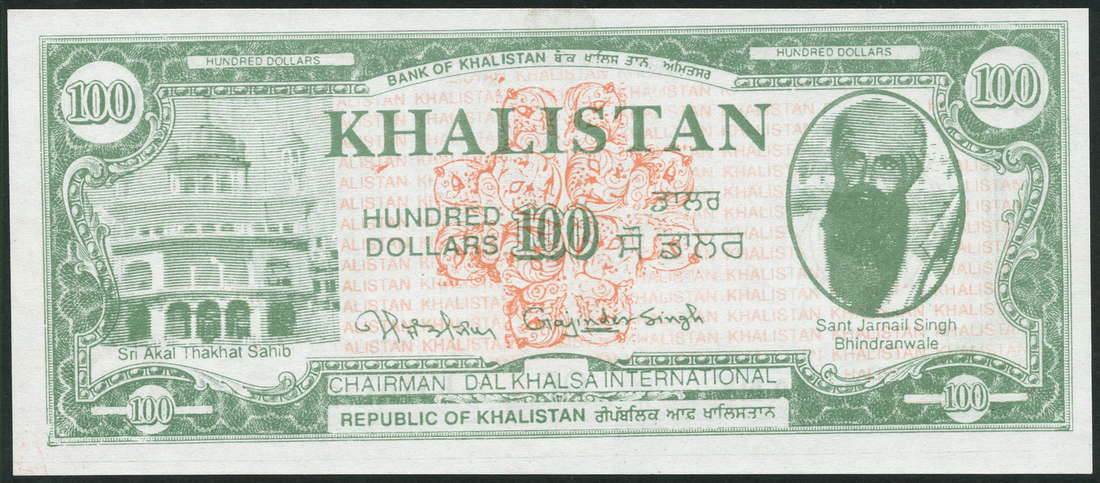 HUNDRED DOLLARS
HUNDRED DOLLARS
BANK OF KHALISTAN ਬੈਂਕ ਖਾਲਿਸਤਾਨ, ਅੰਮਿਤਸਰ
100
100
KHALISTAN
HUNDRED
DOLLARS
100
ਡਾਲਰ
ਸੌ ਡਾਲਰ
Gajinder Singh
Sri Akal Thakhat Sahib
Sant Jarnail Singh
Bhindranwale
CHAIRMAN DAL KHALSA INTERNATIONAL
REPUBLIC OF KHALISTAN ਰੀਪੱਬਲਿਕ ਆਫ ਖਾਲਿਸਤਾਨ
100
100